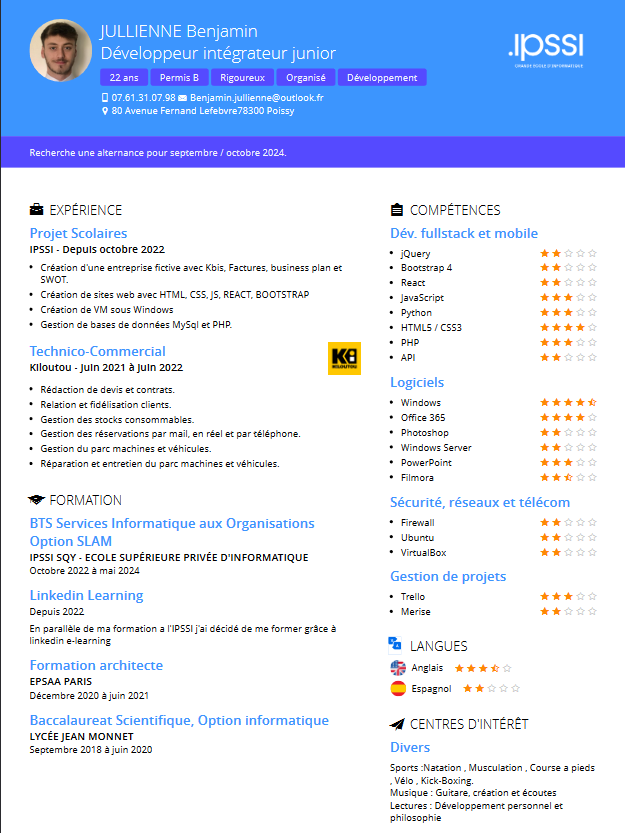 JULLIENNE Benjamin
Développeur intégrateur junior
22 ans
Permis B
Rigoureux
Organisé
Développement
07.61.31.07.98 Benjamin.jullienne@outlook.fr
80 Avenue Fernand Lefebvre78300 Poissy
.IPSSI
GRANDE ÉCOLE D'INFORMATIQUE
Recherche une alternance pour septembre / octobre 2024.
EXPÉRIENCE
Projet Scolaires
IPSSI - Depuis octobre 2022
• Création d'une entreprise fictive avec Kbis, Factures, business plan et
SWOT.
• Création de sites web avec HTML, CSS, JS, REACT, BOOTSTRAP
• Création de VM sous Windows
• Gestion de bases de données MySql et PHP.
Technico-Commercial
Kiloutou - Juin 2021 à juin 2022
KILOUTOU
• Rédaction de devis et contrats.
• Relation et fidélisation clients.
• Gestion des stocks consommables.
• Gestion des réservations par mail, en réel et par téléphone.
• Gestion du parc machines et véhicules.
• Réparation et entretien du parc machines et véhicules.
FORMATION
BTS Services Informatique aux Organisations
Option SLAM
IPSSI SQY - ECOLE SUPÉRIEURE PRIVÉE D'INFORMATIQUE
Octobre 2022 à mai 2024
Linkedin Learning
Depuis 2022
En parallèle de ma formation a l'IPSSI j'ai décidé de me former grâce à
linkedin e-learning
Formation architecte
EPSAA PARIS
Décembre 2020 à juin 2021
Baccalaureat Scientifique, Option informatique
LYCÉE JEAN MONNET
Septembre 2018 à juin 2020
COMPÉTENCES
Dév. fullstack et mobile
• jQuery
• Bootstrap 4
• React
• JavaScript
• Python
• HTML5 / CSS3
• PHP
• API
Logiciels
• Windows
• Office 365
• Photoshop
• Windows Server
• PowerPoint
• Filmora
Sécurité, réseaux et télécom
• Firewall
• Ubuntu
• VirtualBox
Gestion de projets
• Trello
• Merise
LANGUES
Anglais
Espagnol
CENTRES D'INTÉRÊT
Divers
Sports :Natation , Musculation , Course a pieds
, Vélo , Kick-Boxing.
Musique : Guitare, création et écoutes
Lectures : Développement personnel et
philosophie